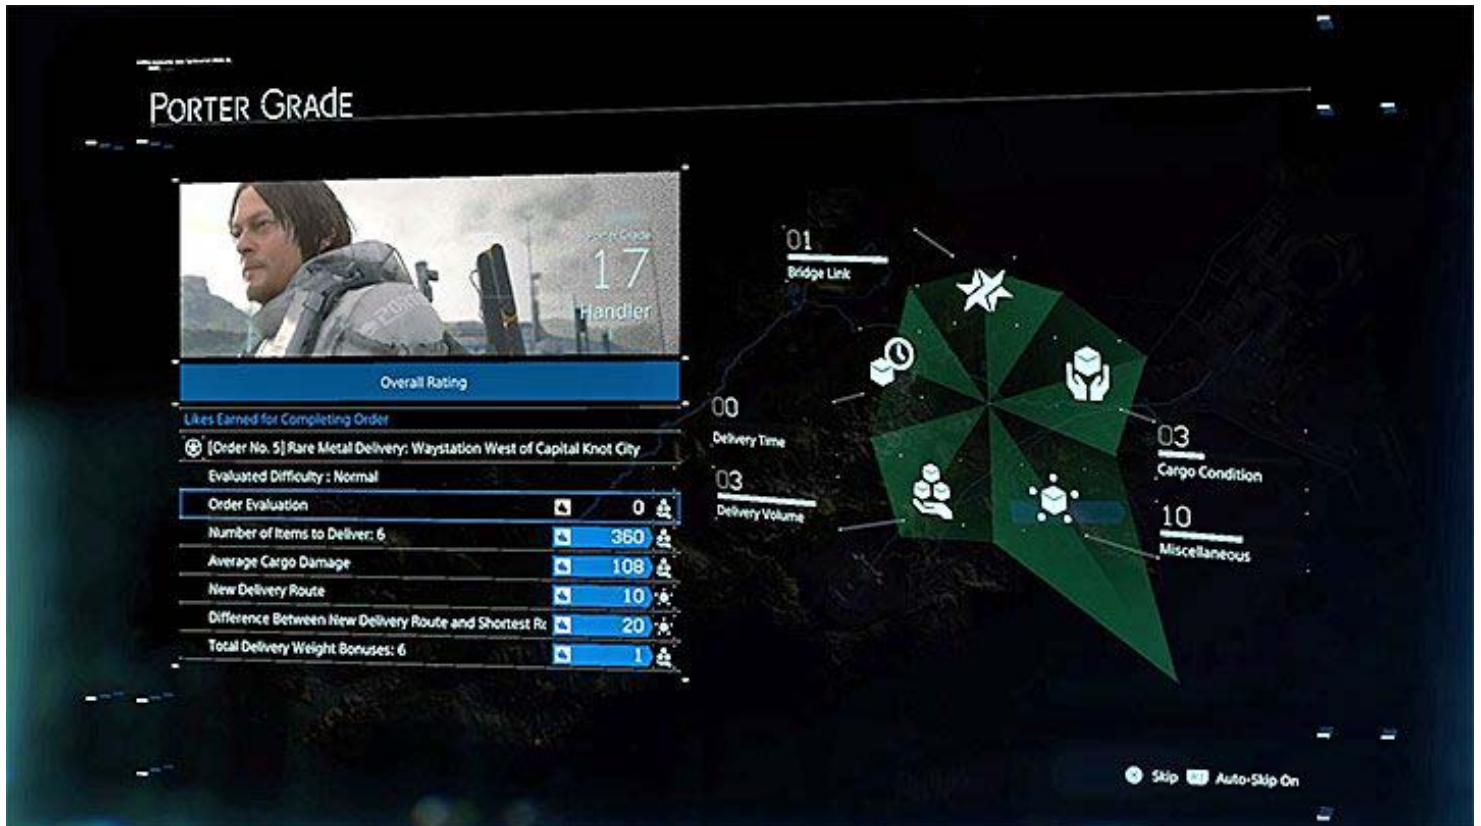 PORTER GRADE
Porter Grade
17
Handler
Overall Rating
Likes Earned for Completing Order
[Order No. 5] Rare Metal Delivery: Waystation West of Capital Knot City
Evaluated Difficulty : Normal
Order Evaluation 0
Number of Items to Deliver: 6 360
Average Cargo Damage 108
New Delivery Route 10
Difference Between New Delivery Route and Shortest Ro 20
Total Delivery Weight Bonuses: 6 1
01
Bridge Link
00
Delivery Time
03
Delivery Volume
03
Cargo Condition
10
Miscellaneous
Skip Auto-Skip On